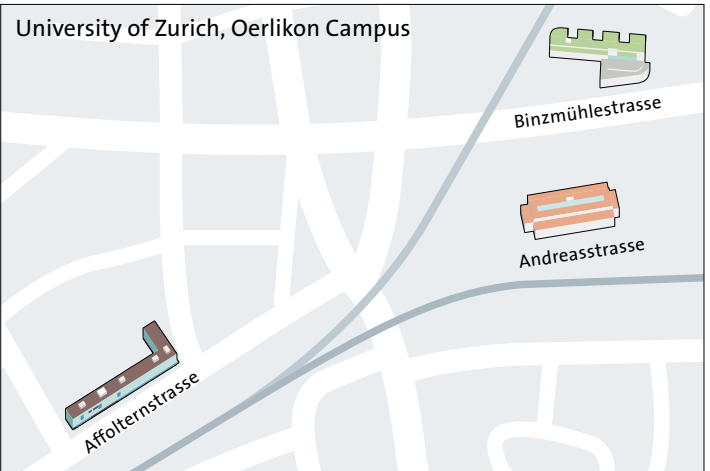 University of Zurich, Oerlikon Campus
Binzmühlestrasse
Andreasstrasse
Affolternstrasse